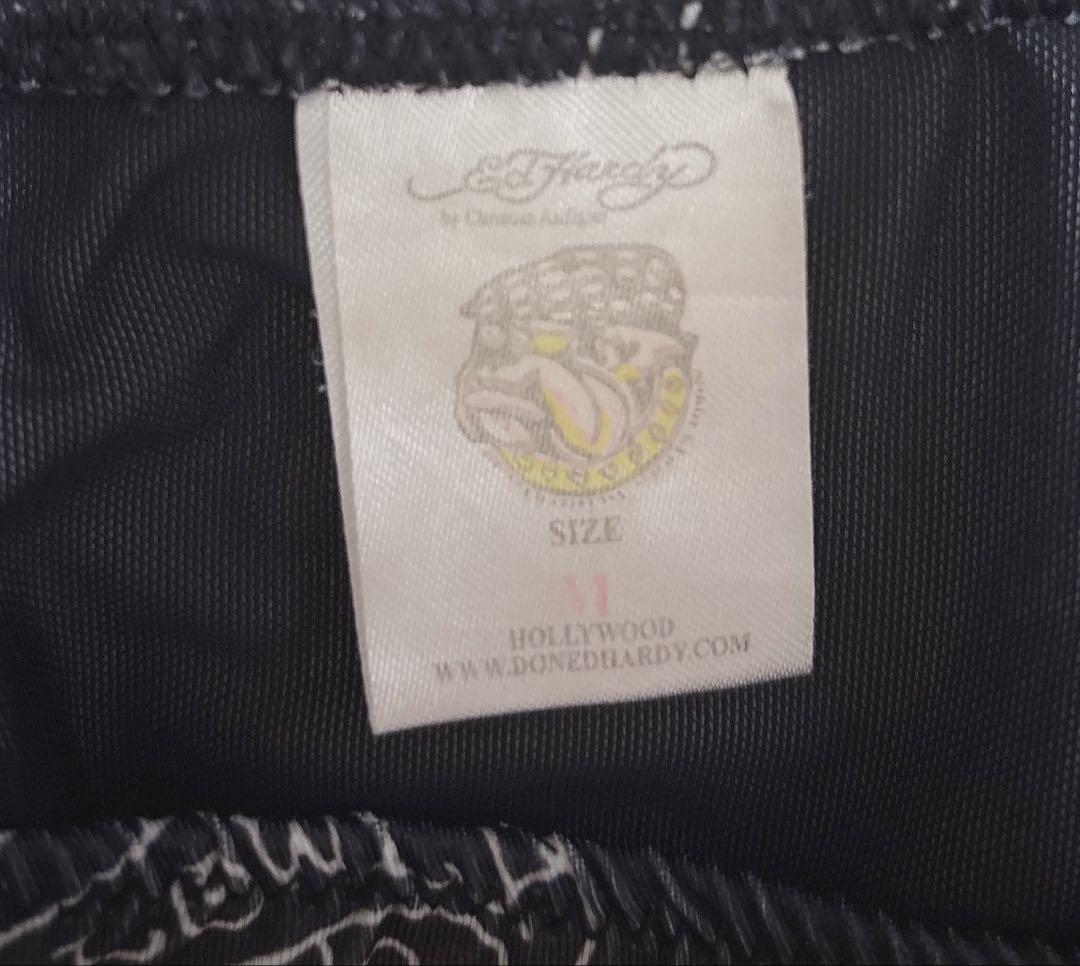 Ed Hardy
by Christian Audigier
SIZE
M
HOLLYWOOD
WWW.DONEDHARDY.COM